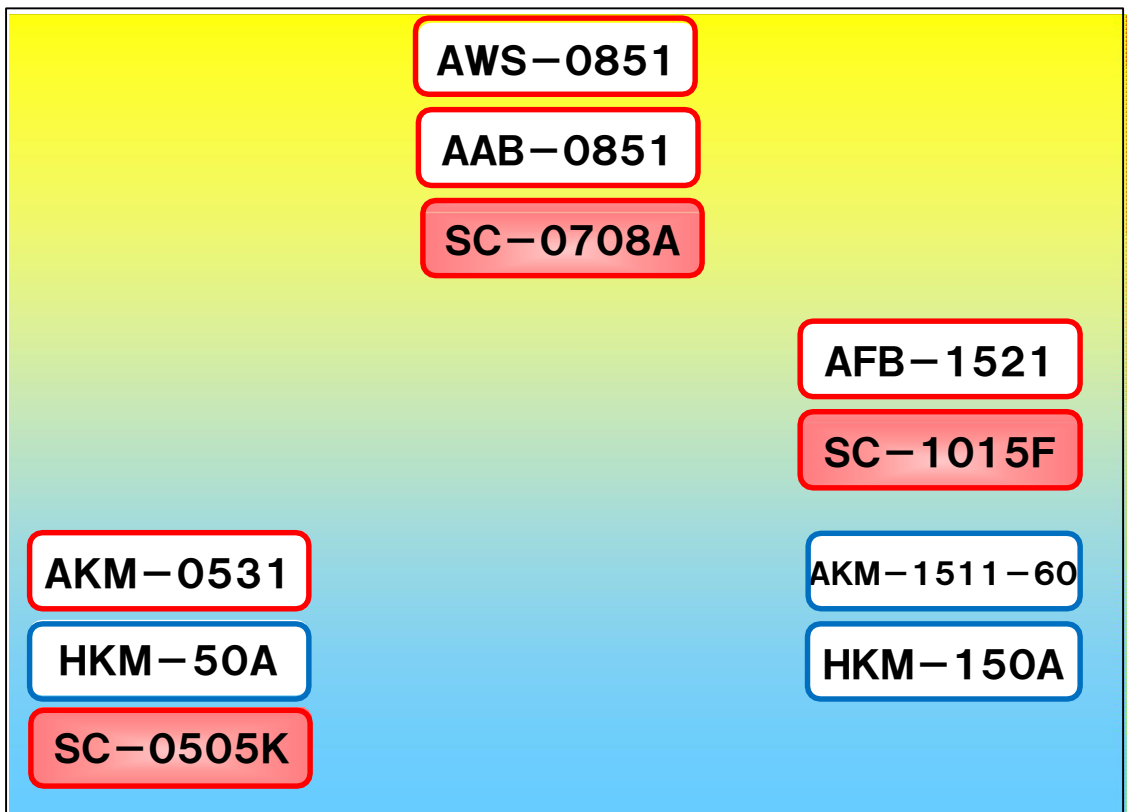 AWS-0851
AAB-0851
SC-0708A
AFB-1521
SC-1015F
AKM-0531
AKM-1511-60
HKM-50A
HKM-150A
SC-0505K